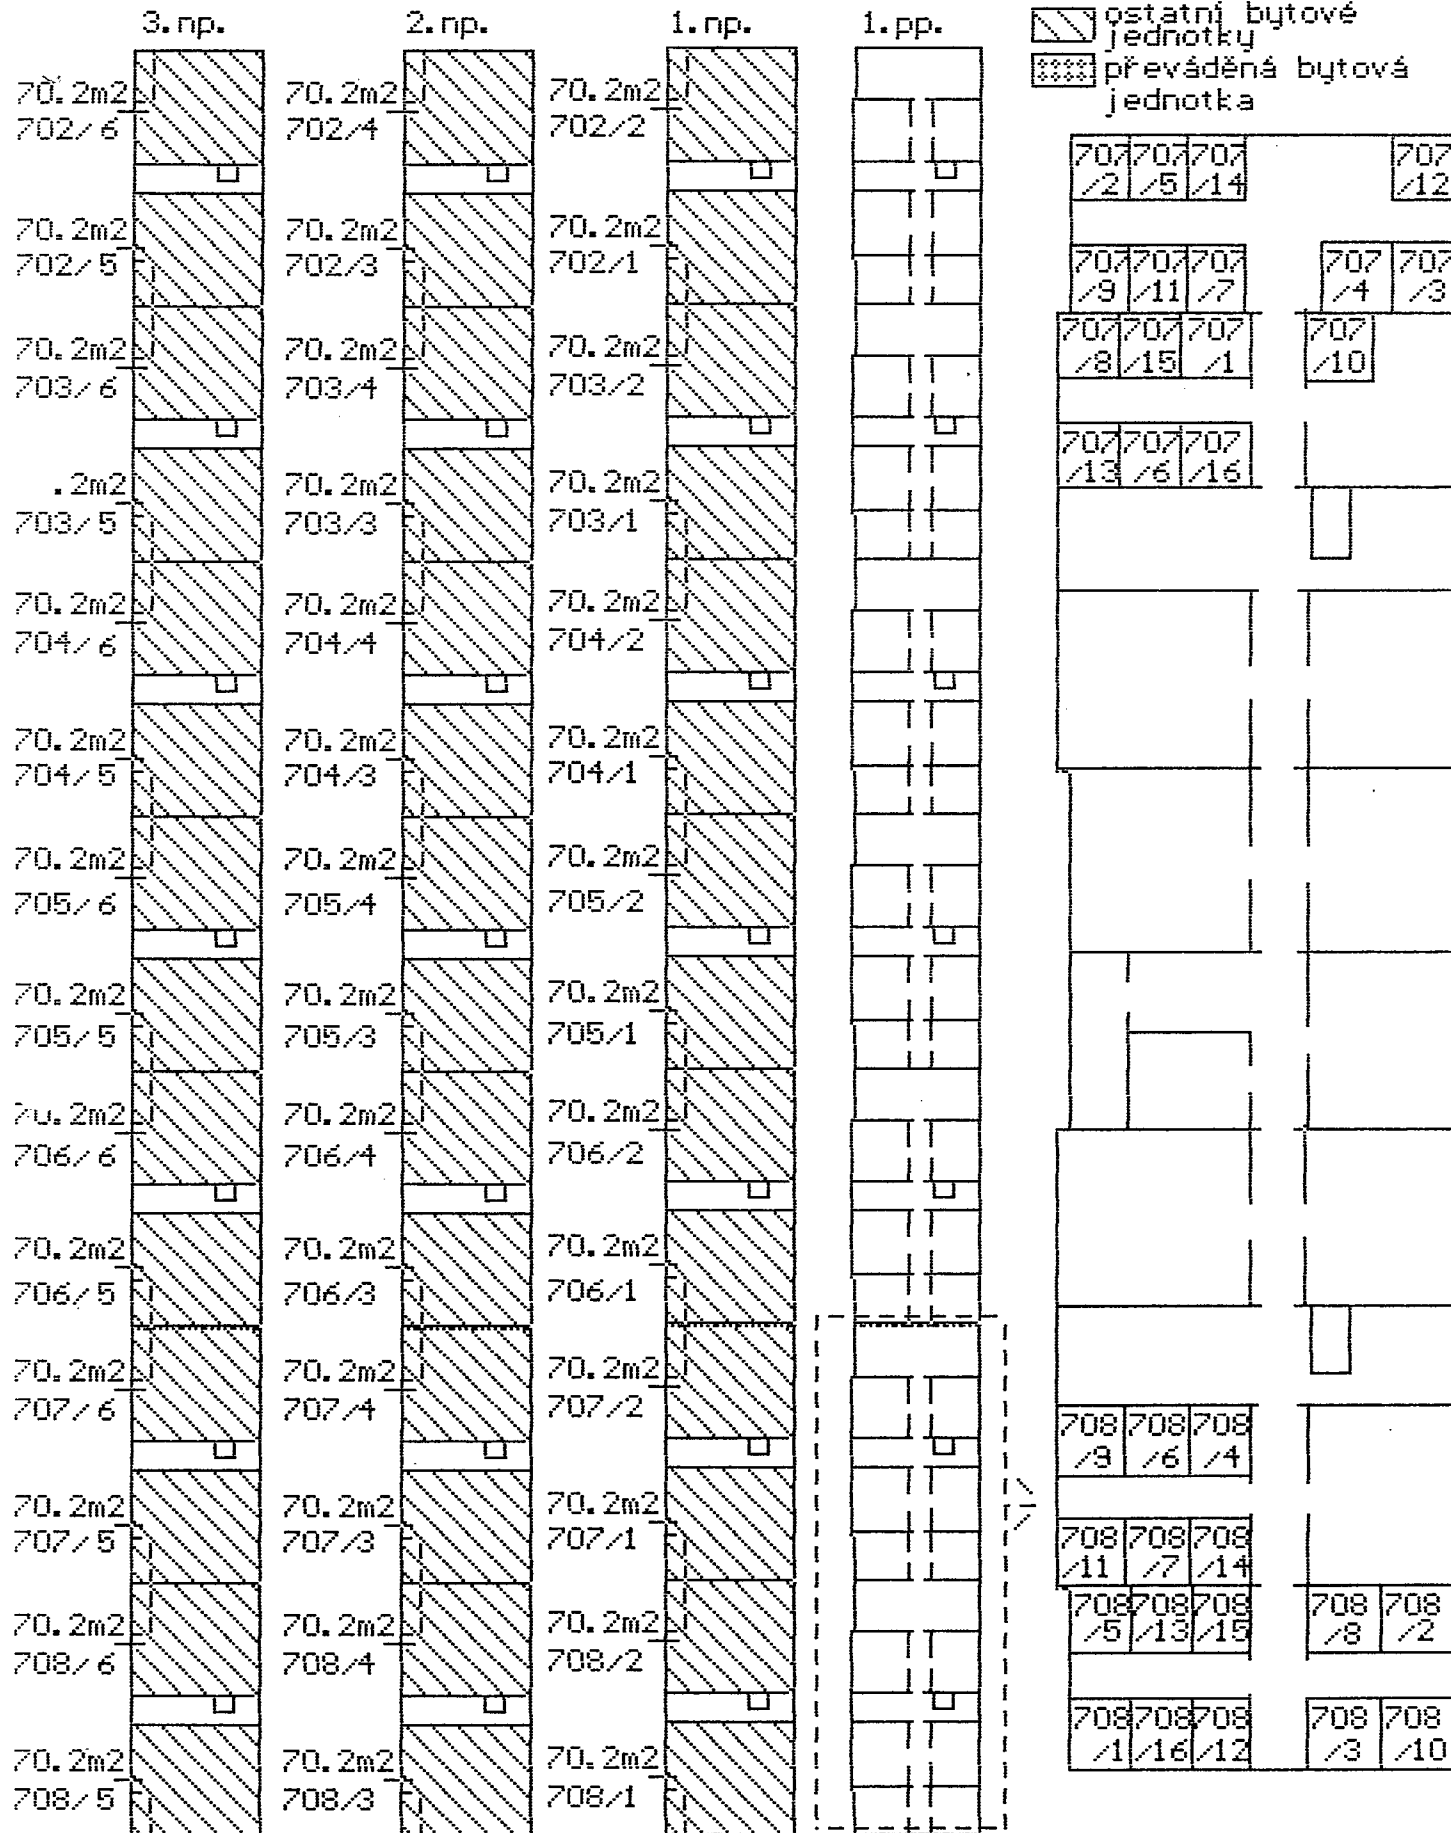 3.np.
2.np.
1.np.
1.pp.
ostatní bytové
jednotky
převáděná bytová
jednotka
70.2m2
702/6
70.2m2
702/4
70.2m2
702/2
70.2m2
702/5
70.2m2
702/3
70.2m2
702/1
70.2m2
703/6
70.2m2
703/4
70.2m2
703/2
.2m2
703/5
70.2m2
703/3
70.2m2
703/1
70.2m2
704/6
70.2m2
704/4
70.2m2
704/2
70.2m2
704/5
70.2m2
704/3
70.2m2
704/1
70.2m2
705/6
70.2m2
705/4
70.2m2
705/2
70.2m2
705/5
70.2m2
705/3
70.2m2
705/1
.2m2
706/6
70.2m2
706/4
70.2m2
706/2
70.2m2
706/5
70.2m2
706/3
70.2m2
706/1
70.2m2
707/6
70.2m2
707/4
70.2m2
707/2
70.2m2
707/5
70.2m2
707/3
70.2m2
707/1
70.2m2
708/6
70.2m2
708/4
70.2m2
708/2
70.2m2
708/5
70.2m2
708/3
70.2m2
708/1
707 707 707 707
/2 /5 /14 /12
707 707 707 707 707
/9 /11 /7 /4 /3
707 707 707 707
/8 /15 /1 /10
707 707 707
/13 /6 /16
708 708 708
/9 /6 /4
708 708 708
/11 /7 /14
708 708 708 708 708
/5 /13 /15 /8 /2
708 708 708 708 708
/1 /16 /12 /3 /10